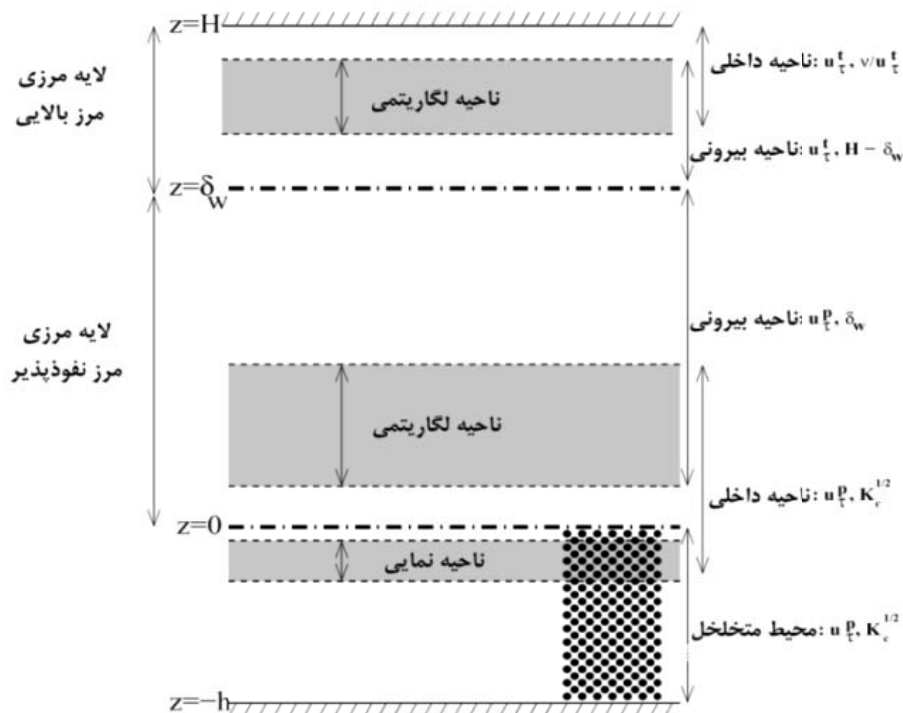 z=H
لایه مرزی
مرز بالایی
ناحیه لگاریتمی
ناحیه داخلی: u_τ^t, ν/u_τ^t
ناحیه بیرونی: u_τ^t, H − δ_w
z=δ_w
لایه مرزی
مرز نفوذپذیر
ناحیه بیرونی: u_τ^p, δ_w
ناحیه لگاریتمی
ناحیه داخلی: u_τ^p, K_c^{1/2}
z=0
ناحیه نمایی
محیط متخلخل: u_τ^p, K_c^{1/2}
z=−h